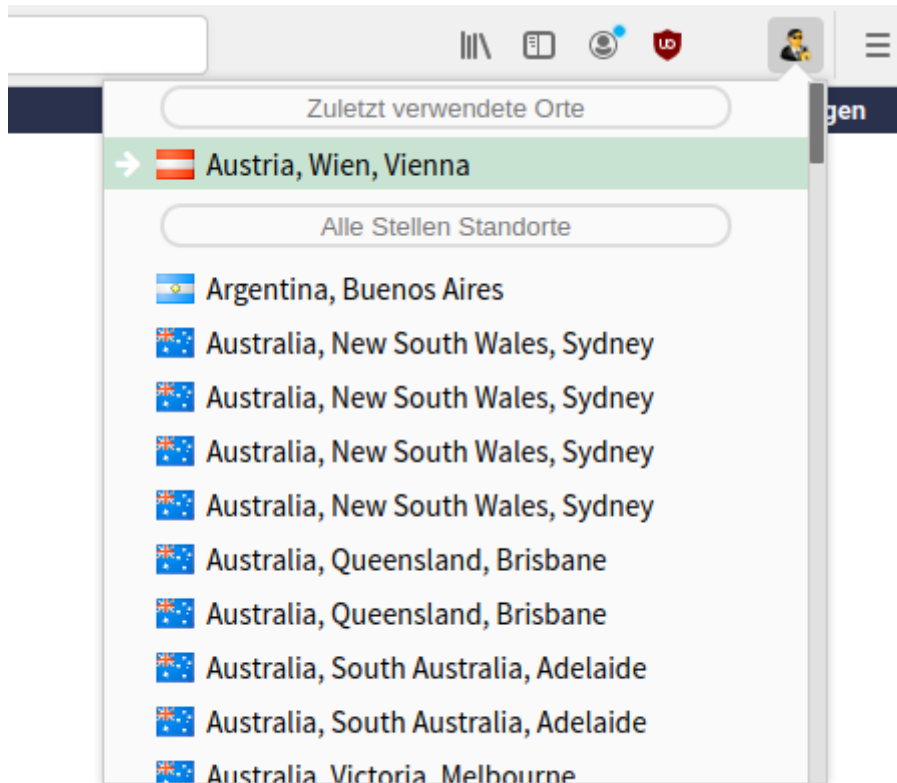 Zuletzt verwendete Orte
gen
Austria, Wien, Vienna
Alle Stellen Standorte
Argentina, Buenos Aires
Australia, New South Wales, Sydney
Australia, New South Wales, Sydney
Australia, New South Wales, Sydney
Australia, New South Wales, Sydney
Australia, Queensland, Brisbane
Australia, Queensland, Brisbane
Australia, South Australia, Adelaide
Australia, South Australia, Adelaide
Australia, Victoria, Melbourne